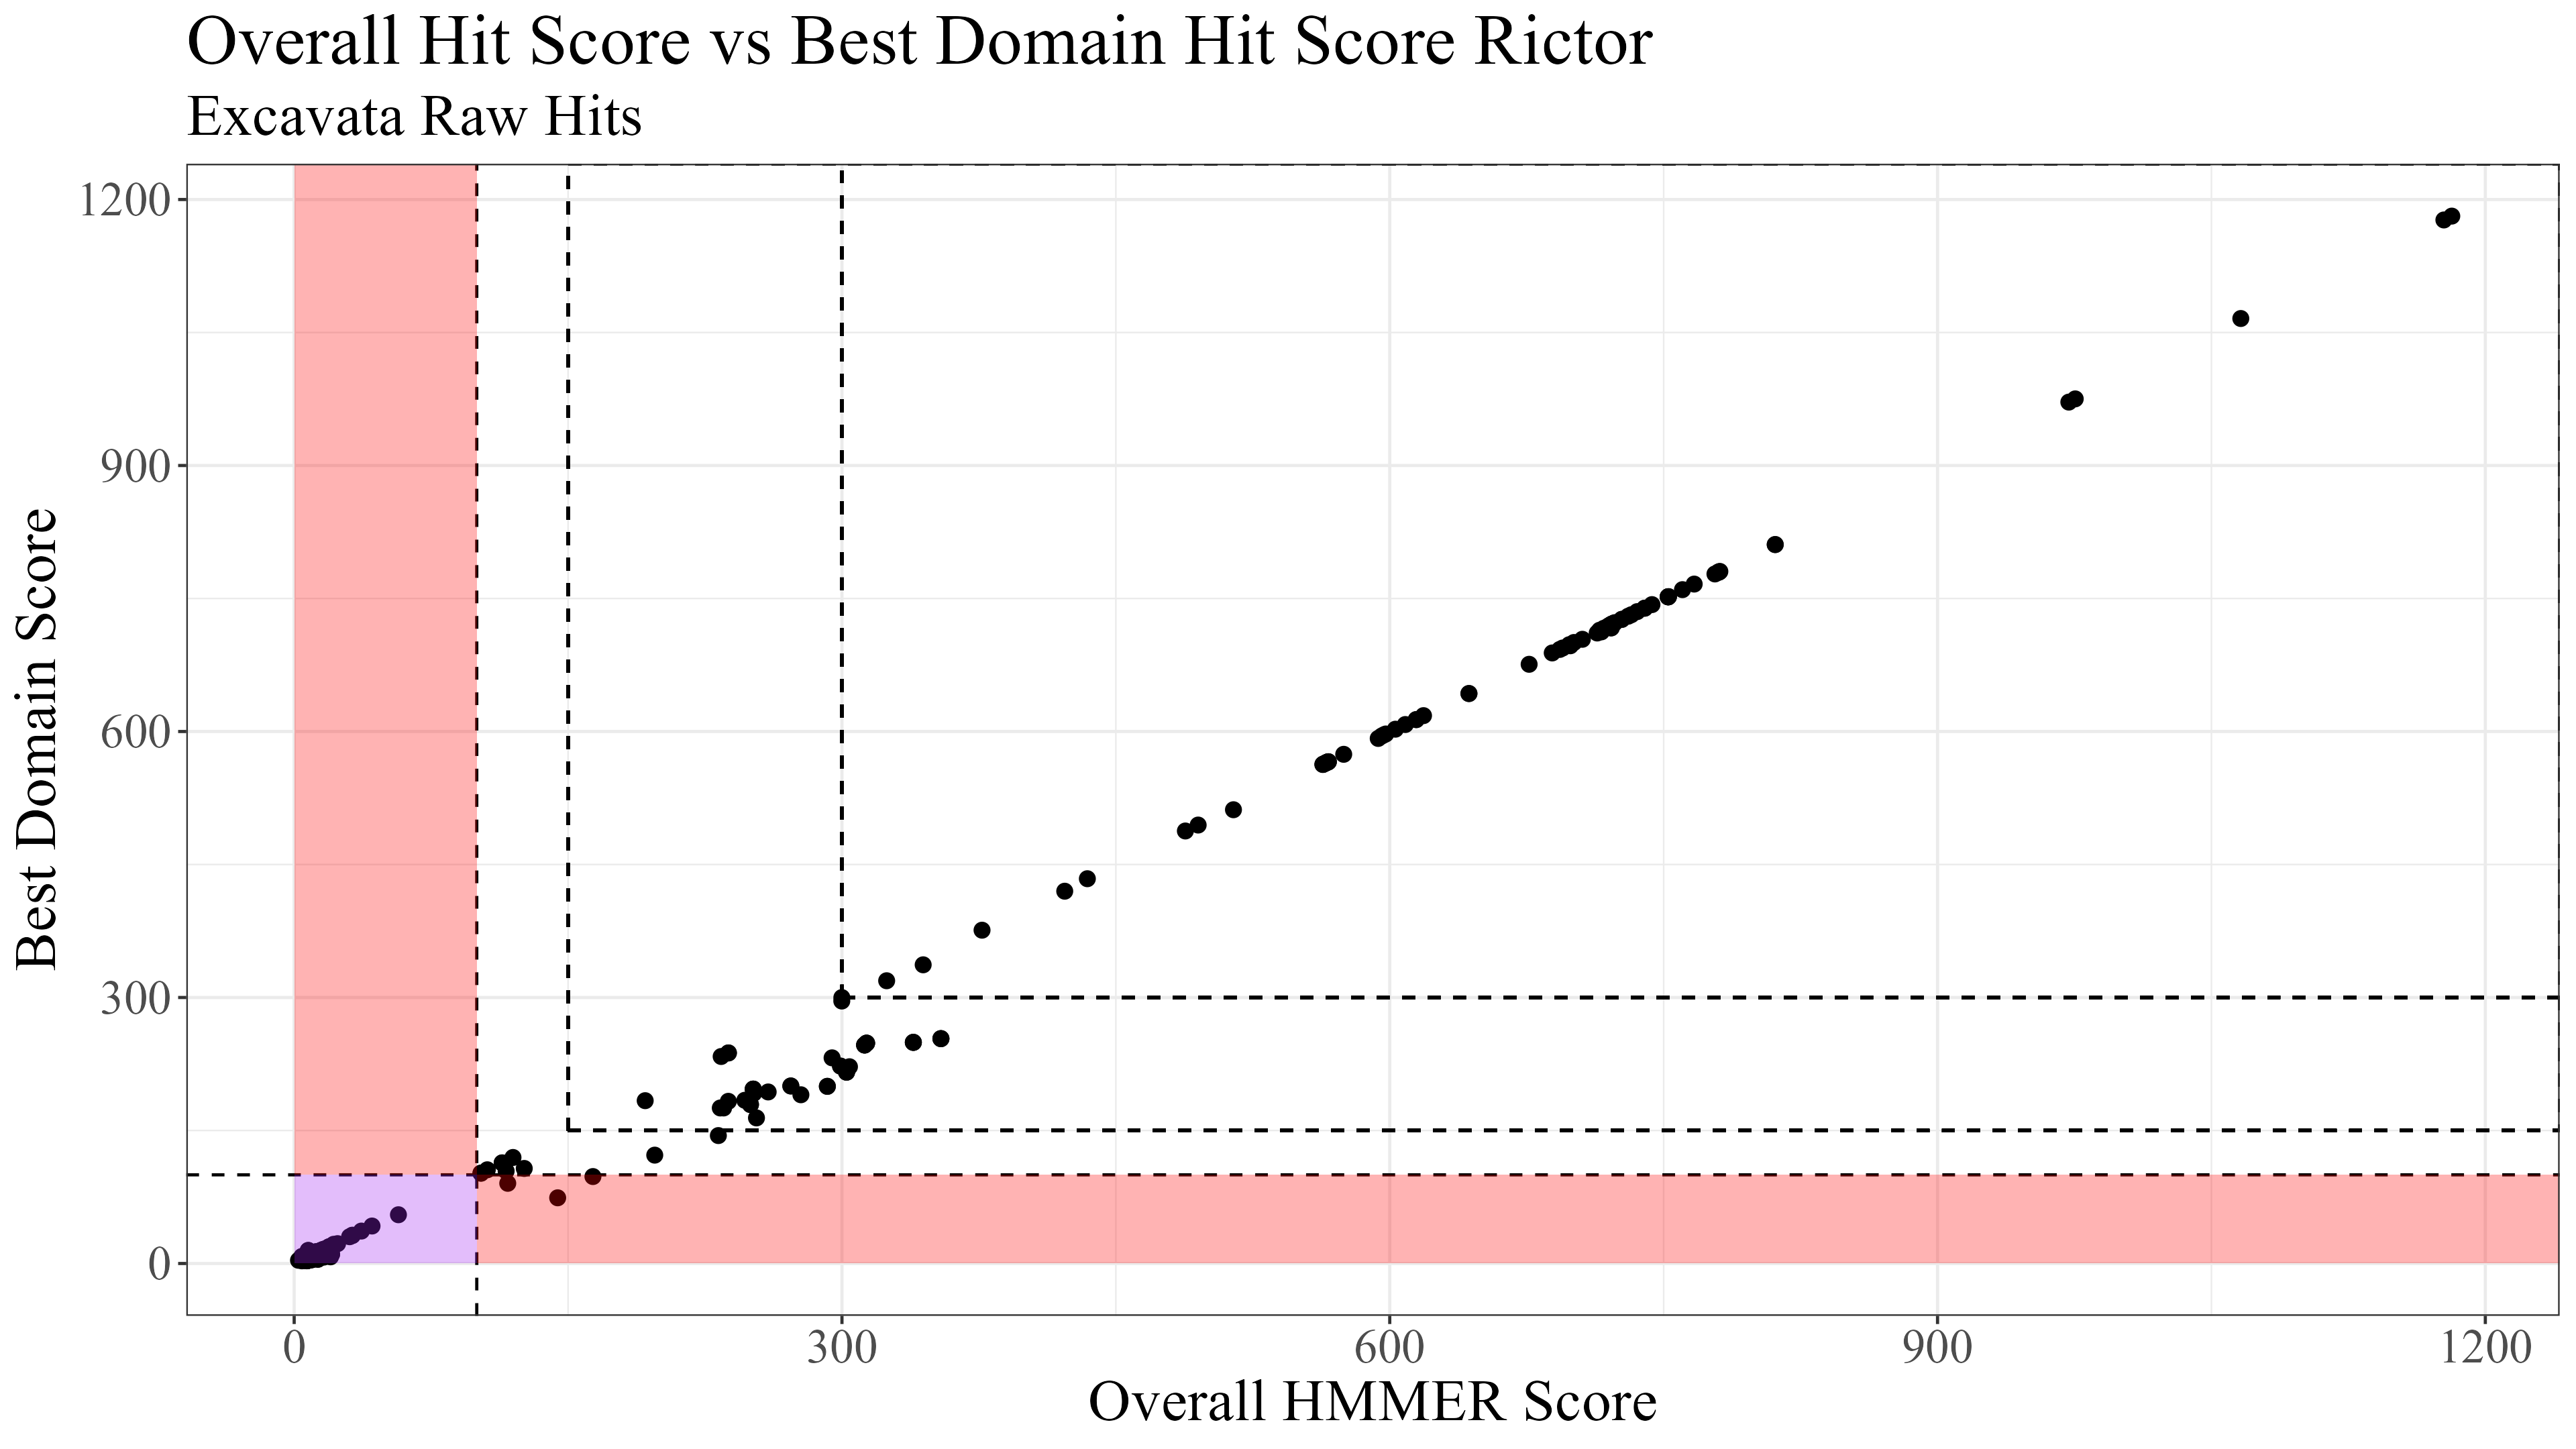 Overall Hit Score vs Best Domain Hit Score Rictor
Excavata Raw Hits
Best Domain Score
1200
900
600
300
0
0 300 600 900 1200
Overall HMMER Score